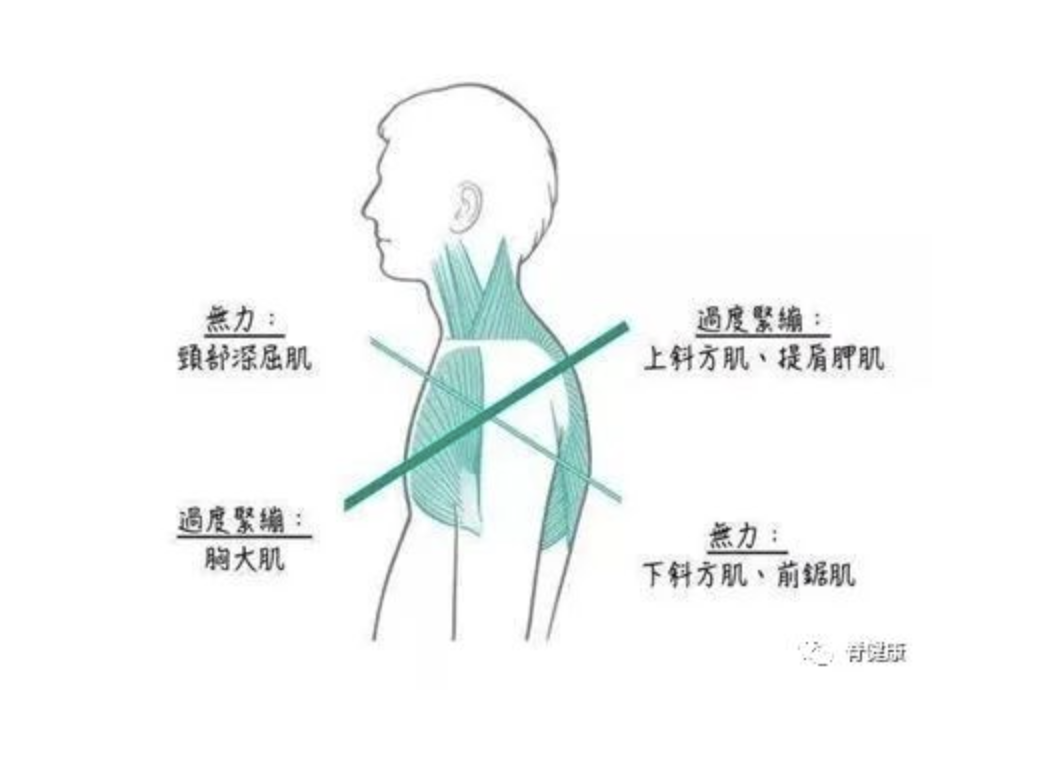 無力：
頸部深屈肌
過度緊繃：
上斜方肌、提肩胛肌
過度緊繃：
胸大肌
無力：
下斜方肌、前鋸肌
脊健康